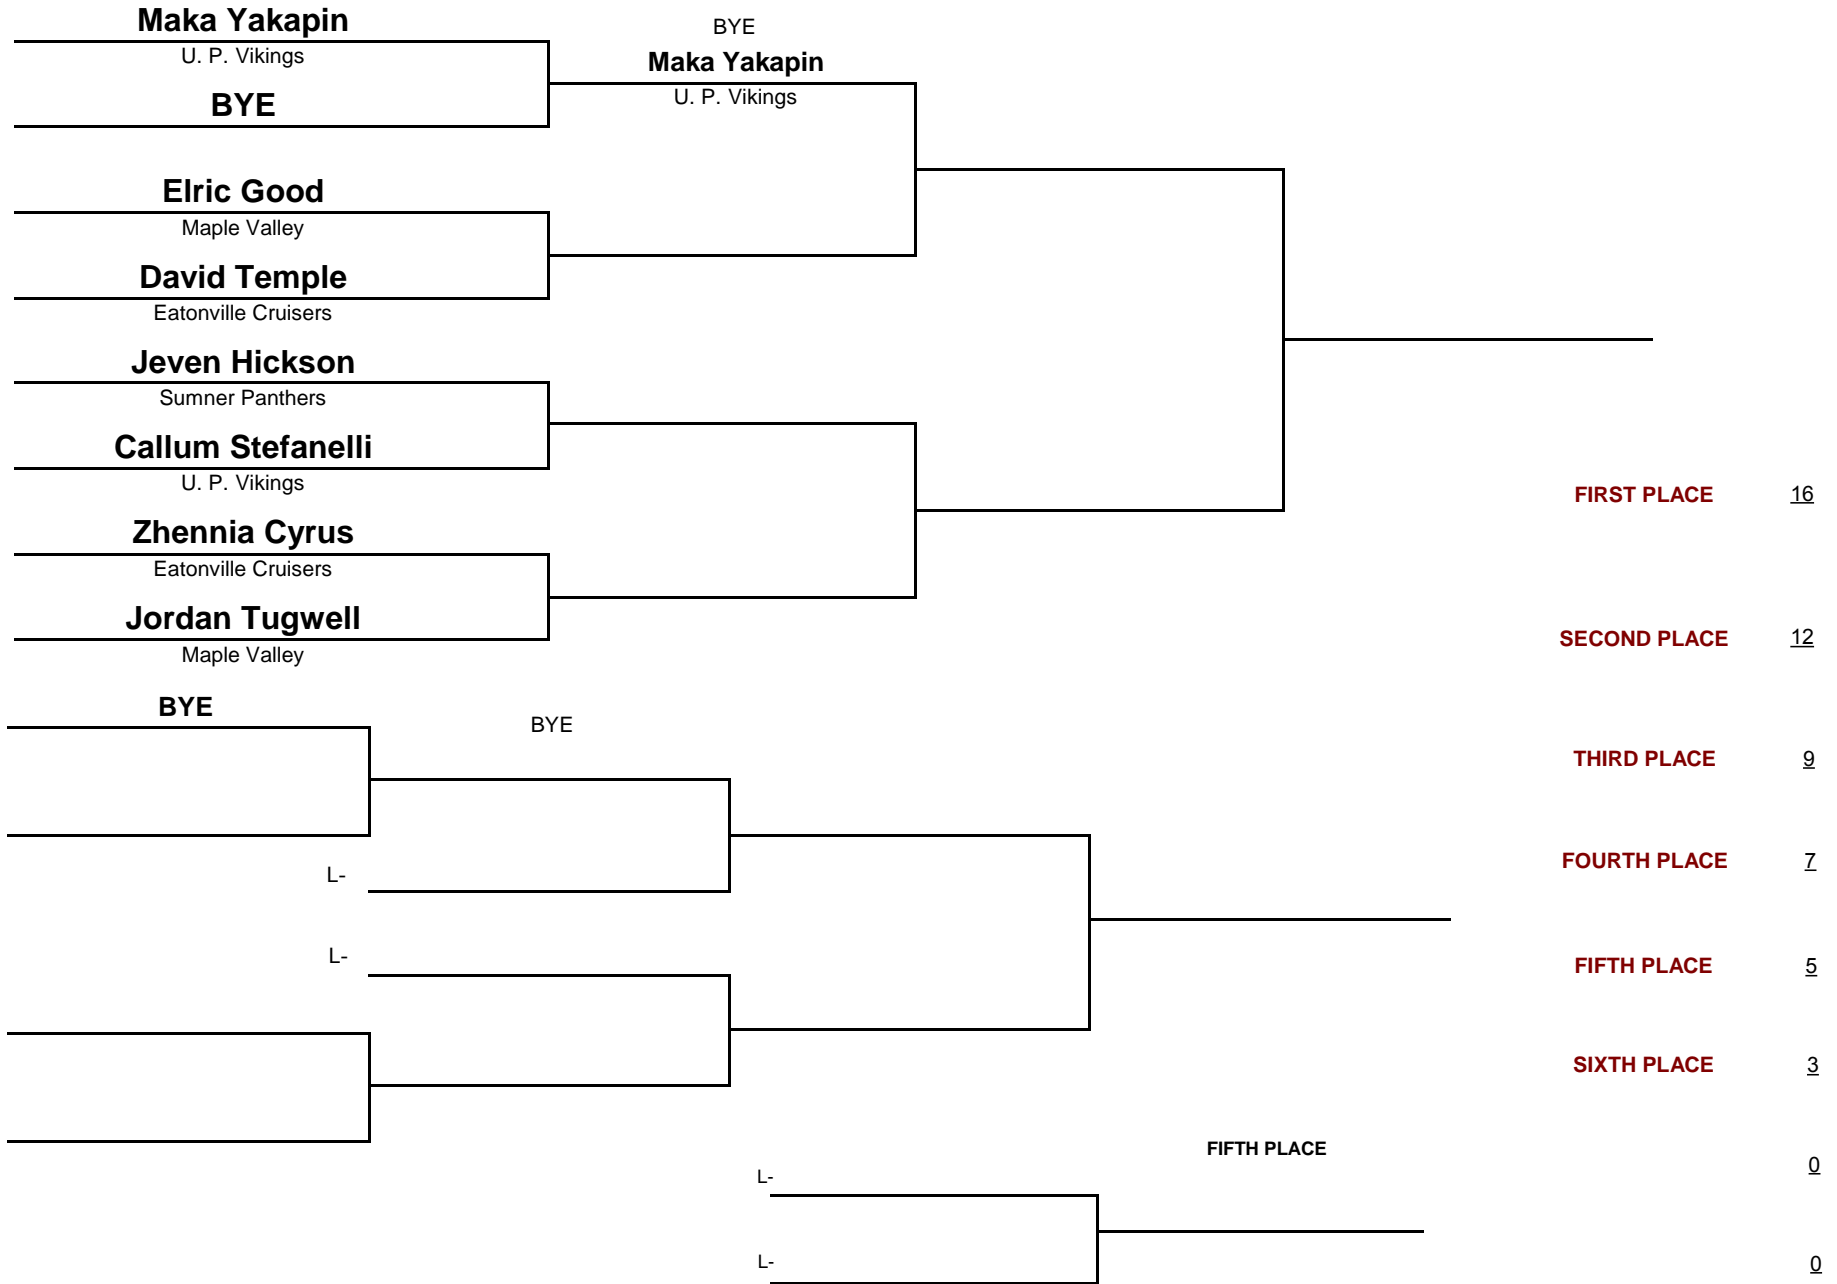 Maka Yakapin
U. P. Vikings
BYE
BYE
Maka Yakapin
U. P. Vikings
Elric Good
Maple Valley
David Temple
Eatonville Cruisers
Jeven Hickson
Sumner Panthers
Callum Stefanelli
U. P. Vikings
Zhennia Cyrus
Eatonville Cruisers
Jordan Tugwell
Maple Valley
FIRST PLACE 16
SECOND PLACE 12
BYE
BYE
THIRD PLACE 9
L-
FOURTH PLACE 7
L-
FIFTH PLACE 5
SIXTH PLACE 3
FIFTH PLACE
0
L-
L-
0